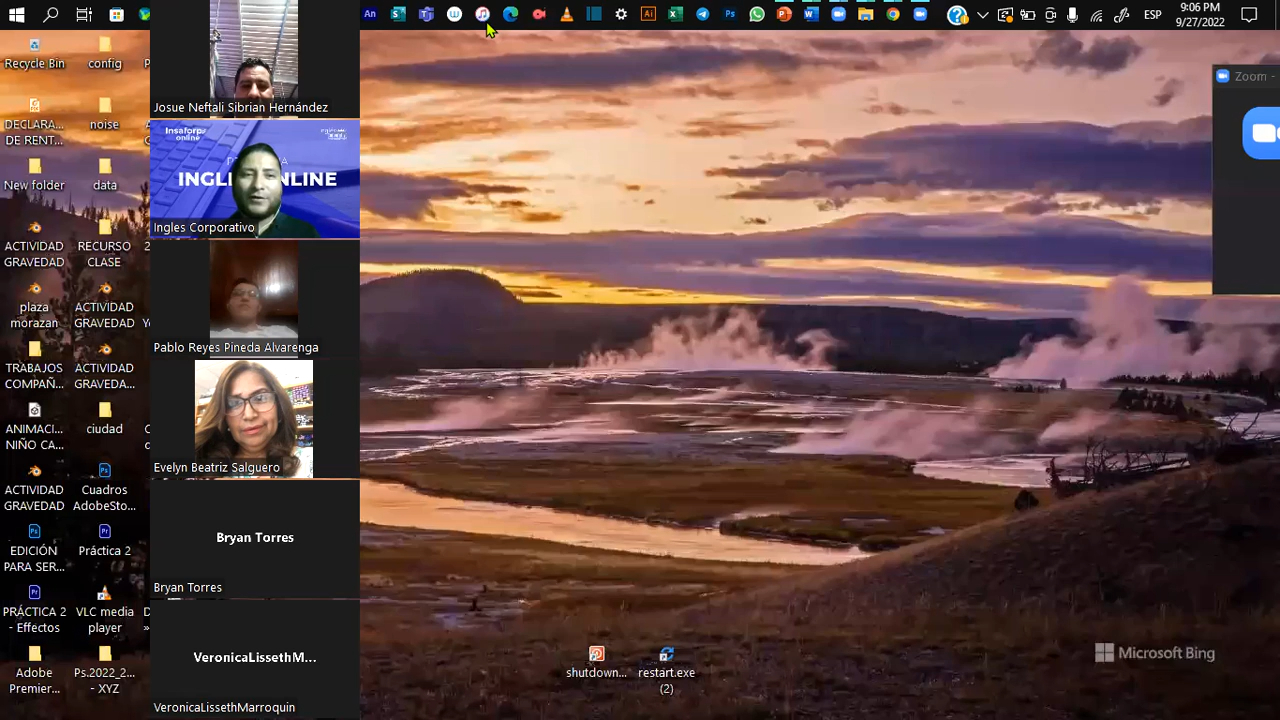 An
ESP
9:06 PM
9/27/2022
Recycle Bin
config
DECLARA...
DE RENT...
noise
New folder
data
ACTIVIDAD
GRAVEDAD
RECURSO
CLASE
plaza
morazan
ACTIVIDAD
GRAVEDAD
TRABAJOS
COMPAÑ...
ACTIVIDAD
GRAVEDA...
ANIMACI...
NIÑO CA...
ciudad
ACTIVIDAD
GRAVEDAD
Cuadros
AdobeSto...
EDICIÓN
PARA SER...
Práctica 2
PRÁCTICA 2
- Effectos
VLC media
player
Adobe
Premier...
Ps.2022_2...
- XYZ
Josue Neftali Sibrian Hernández
Insaforp
online
INGL NLINE
Ingles Corporativo
Pablo Reyes Pineda Alvarenga
Evelyn Beatriz Salguero
Bryan Torres
Bryan Torres
VeronicaLissethM...
VeronicaLissethMarroquin
Zoom -
shutdown...
restart.exe
(2)
Microsoft Bing